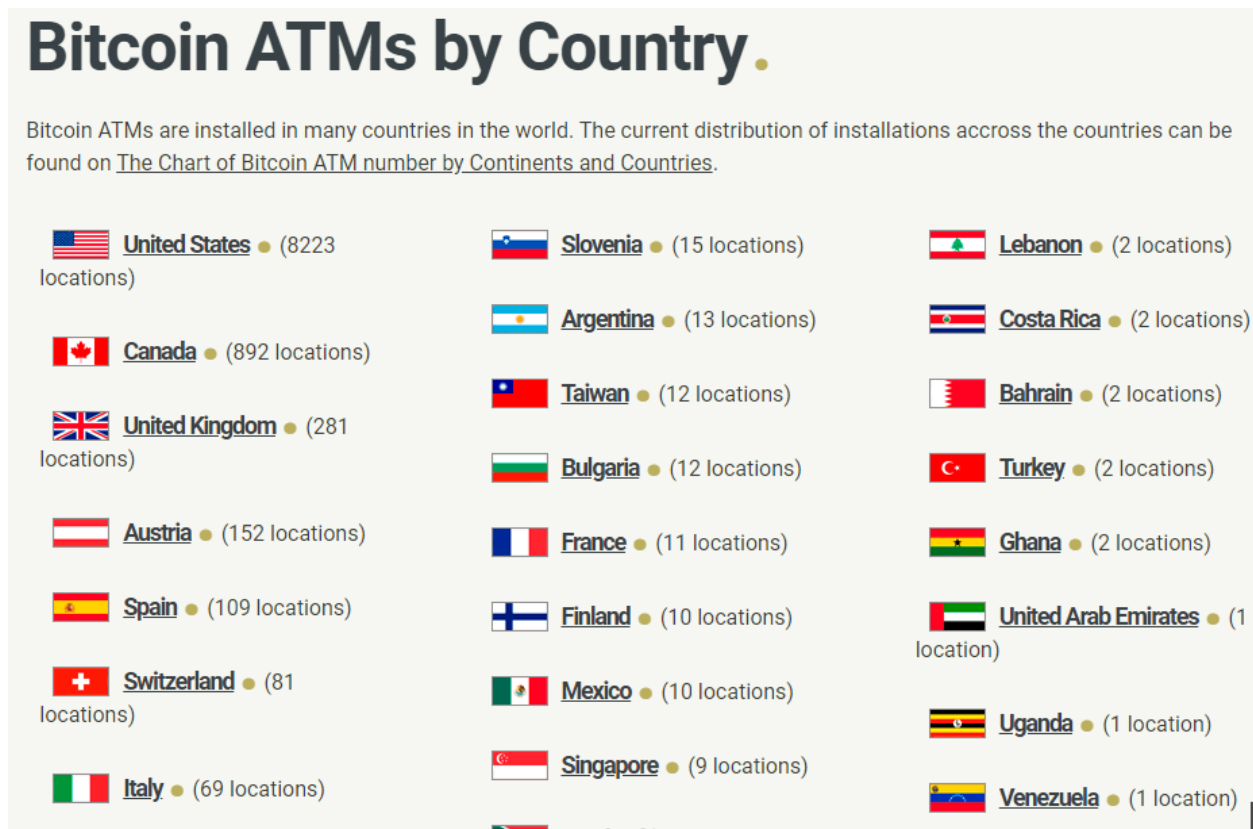 Bitcoin ATMs by Country.
Bitcoin ATMs are installed in many countries in the world. The current distribution of installations accross the countries can be
found on The Chart of Bitcoin ATM number by Continents and Countries.
United States ● (8223
locations)
Canada ● (892 locations)
United Kingdom ● (281
locations)
Austria ● (152 locations)
Spain ● (109 locations)
Switzerland ● (81
locations)
Italy ● (69 locations)
Slovenia ● (15 locations)
Argentina ● (13 locations)
Taiwan ● (12 locations)
Bulgaria ● (12 locations)
France ● (11 locations)
Finland ● (10 locations)
Mexico ● (10 locations)
Singapore ● (9 locations)
Lebanon ● (2 locations)
Costa Rica ● (2 locations)
Bahrain ● (2 locations)
Turkey ● (2 locations)
Ghana ● (2 locations)
United Arab Emirates ● (1
location)
Uganda ● (1 location)
Venezuela ● (1 location)